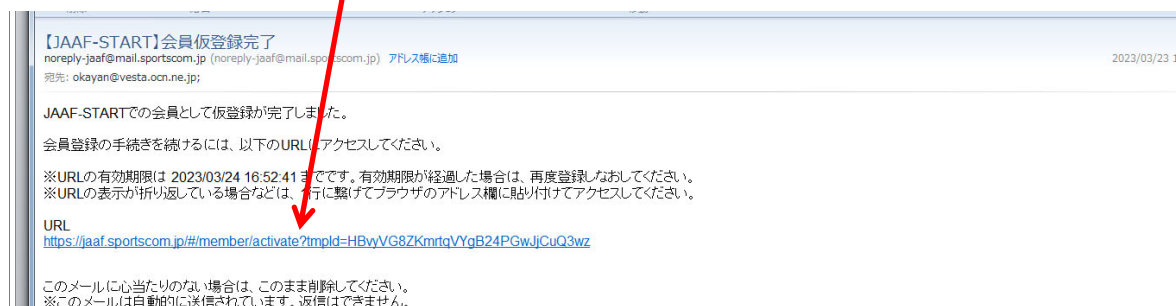 【JAAF-START】会員仮登録完了
noreply-jaaf@mail.sportscom.jp (noreply-jaaf@mail.sportscom.jp) アドレス帳に追加
2023/03/23 1
宛先: okayan@vesta.ocn.ne.jp;
JAAF-STARTでの会員として仮登録が完了しました。
会員登録の手続きを続けるには、以下のURLにアクセスしてください。
※URLの有効期限は 2023/03/24 16:52:41 までです。有効期限が経過した場合は、再度登録しなおしてください。
※URLの表示が折り返している場合などは、1行に繋げてブラウザのアドレス欄に貼り付けてアクセスしてください。
URL
https://jaaf.sportscom.jp/#/member/activate?tmpId=HBvyVG8ZKmrtqVYgB24PGwJjCuQ3wz
このメールに心当たりのない場合は、このまま削除してください。
※このメールは自動的に送信されています。返信はできません。